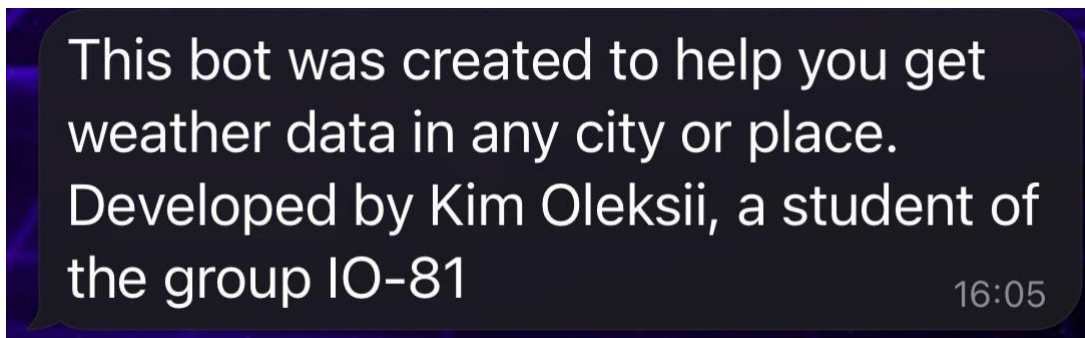 This bot was created to help you get
weather data in any city or place.
Developed by Kim Oleksii, a student of
the group IO-81
16:05